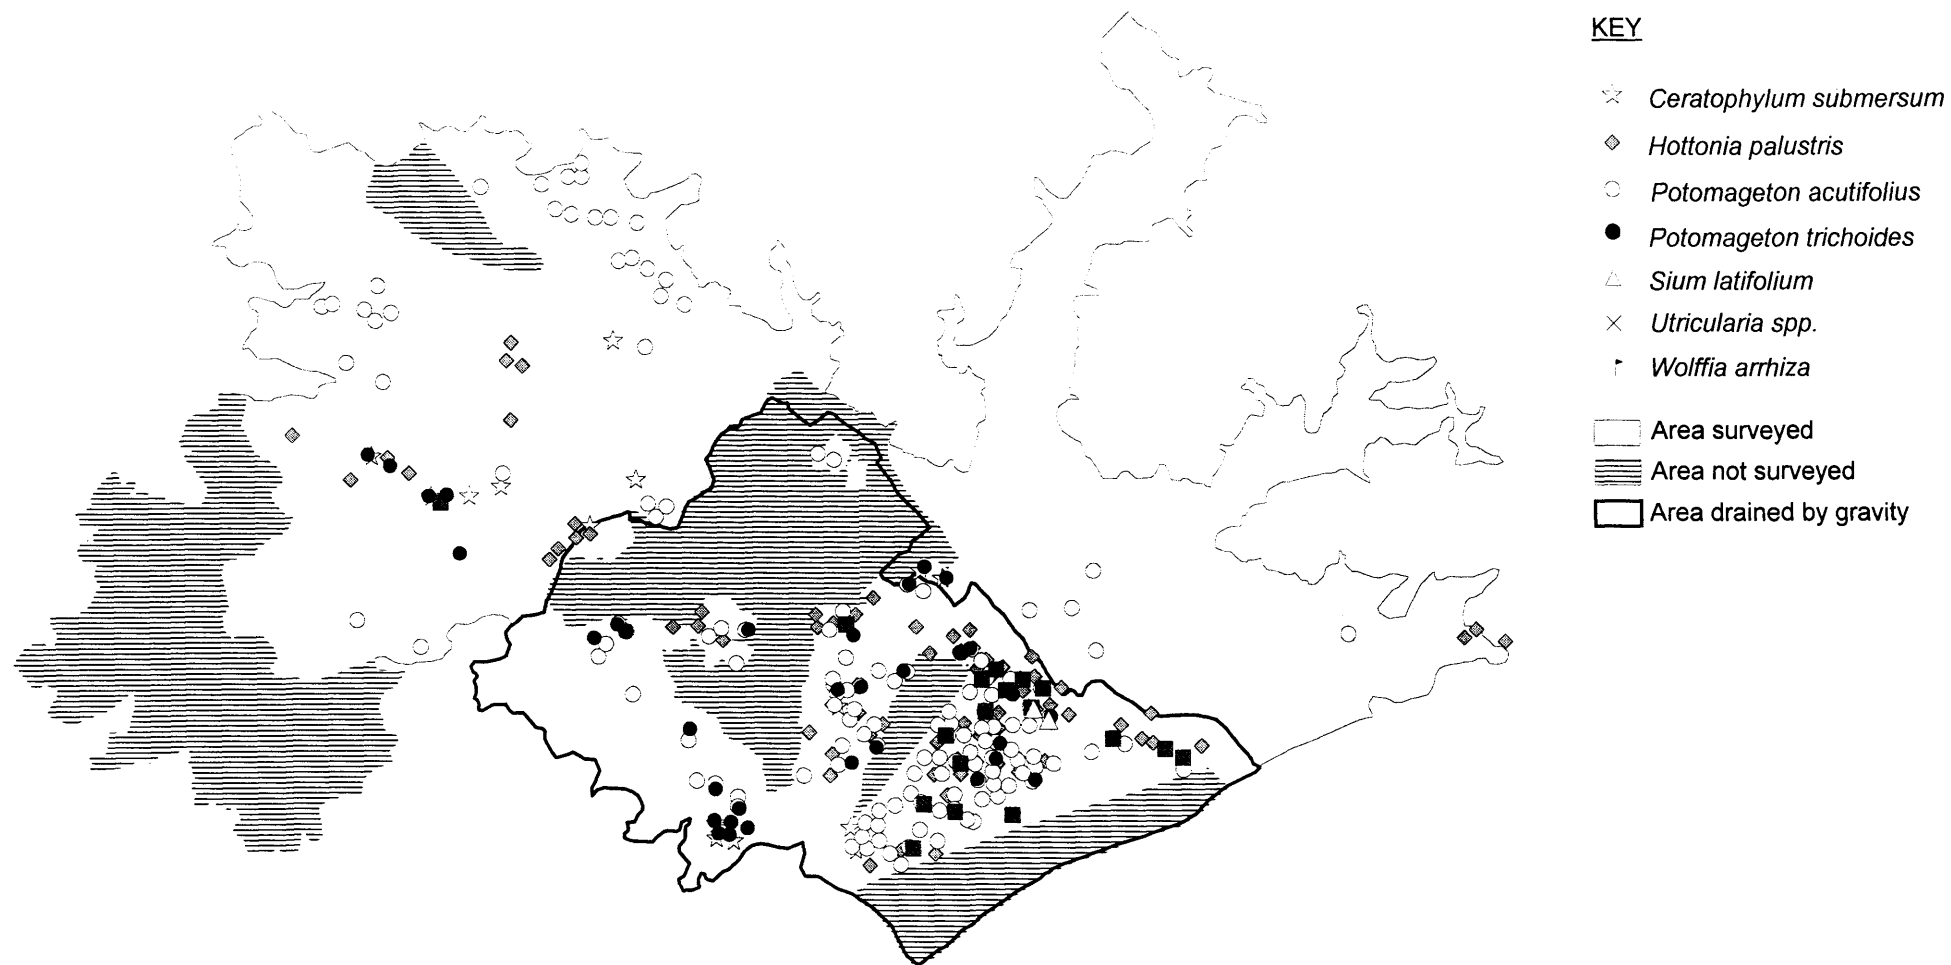 KEY
Ceratophylum submersum
Hottonia palustris
Potomageton acutifolius
Potomageton trichoides
Sium latifolium
Utricularia spp.
Wolffia arrhiza
Area surveyed
Area not surveyed
Area drained by gravity